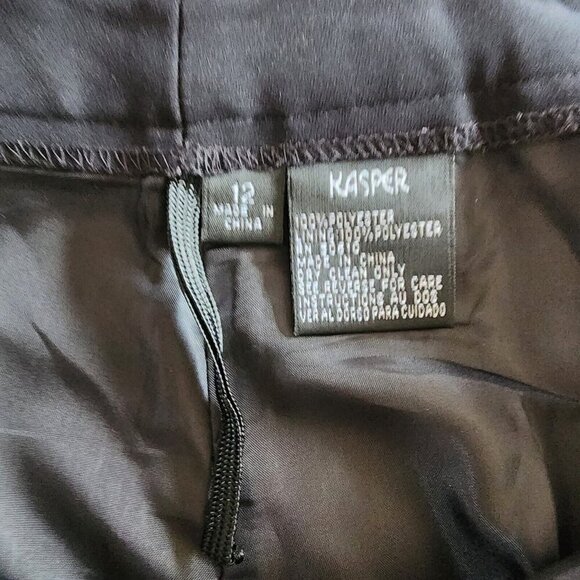 12
MADE IN
CHINA
KASPER
100% POLYESTER
LINING 100% POLYESTER
RN
MADE IN CHINA
DRY CLEAN ONLY
SEE REVERSE FOR CARE
INSTRUCTIONS AU DOS
VER AL DORSO PARA CUIDADO